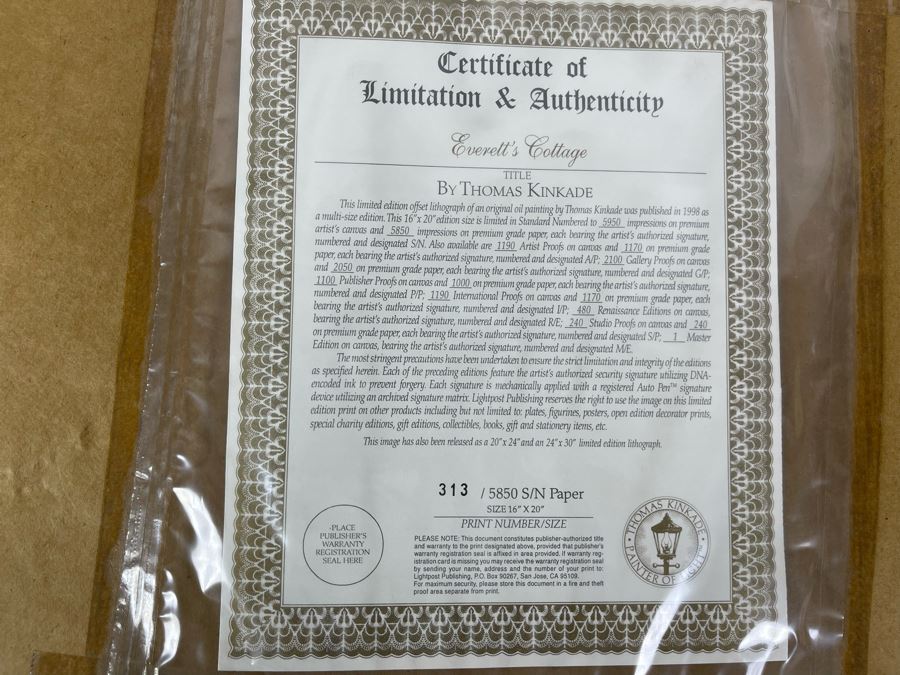 Certificate of
Limitation & Authenticity
Everett's Cottage
TITLE
BY THOMAS KINKADE
This limited edition offset lithograph of an original oil painting by Thomas Kinkade was published in 1998 as
a multi-size edition. This 16" x 20" edition size is limited in Standard Numbered to 5950 impressions on premium
artist's canvas and 5850 impressions on premium grade paper, each bearing the artist's authorized signature,
numbered and designated S/N. Also available are 1190 Artist Proofs on canvas and 1170 on premium grade
paper, each bearing the artist's authorized signature, numbered and designated A/P; 2100 Gallery Proofs on canvas
and 2050 on premium grade paper, each bearing the artist's authorized signature, numbered and designated G/P;
1100 Publisher Proofs on canvas and 1000 on premium grade paper, each bearing the artist's authorized signature,
numbered and designated P/P; 1190 International Proofs on canvas and 1170 on premium grade paper, each
bearing the artist's authorized signature, numbered and designated I/P; 480 Renaissance Editions on canvas,
bearing the artist's authorized signature, numbered and designated R/E; 240 Studio Proofs on canvas and 240
on premium grade paper, each bearing the artist's authorized signature, numbered and designated S/P; 1 Master
Edition on canvas, bearing the artist's authorized signature, numbered and designated M/E.
The most stringent precautions have been undertaken to ensure the strict limitation and integrity of the editions
as specified herein. Each of the preceding editions feature the artist's authorized security signature utilizing DNA-
encoded ink to prevent forgery. Each signature is mechanically applied with a registered Auto Pen™ signature
device utilizing an archived signature matrix. Lightpost Publishing reserves the right to use the image on this limited
edition print on other products including but not limited to: plates, figurines, posters, open edition decorator prints,
special charity editions, gift editions, collectibles, books, gift and stationery items, etc.
This image has also been released as a 20" x 24" and an 24" x 30" limited edition lithograph.
313 / 5850 S/N Paper
SIZE 16" X 20"
PRINT NUMBER/SIZE
-PLACE
PUBLISHER'S
WARRANTY
REGISTRATION
SEAL HERE
PLEASE NOTE: This document constitutes publisher-authorized title
and warranty to the print designated above, provided that publisher's
warranty registration seal is affixed in area provided. If warranty reg-
istration card is missing you may receive the warranty registration seal
by sending your name, address and the number of your print to:
Lightpost Publishing, P.O. Box 90267, San Jose, CA 95109.
For maximum security, please store this document in a fire and theft
proof area separate from print.
THOMAS KINKADE
PAINTER OF LIGHT™